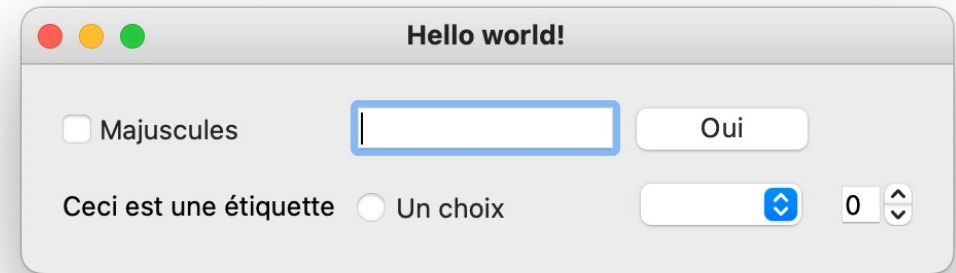 Hello world!
Majuscules
Oui
Ceci est une étiquette
Un choix
0